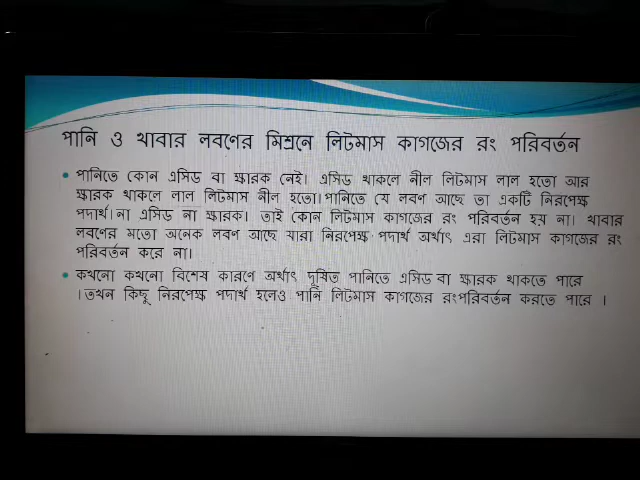 পানি ও খাবার লবণের মিশ্রনে লিটমাস কাগজের রং পরিবর্তন
পানিতে কোন এসিড বা ক্ষারক নেই। এসিড থাকলে নীল লিটমাস লাল হতো আর
ক্ষারক থাকলে লাল লিটমাস নীল হতো। পানিতে যে লবণ আছে তা একটি নিরপেক্ষ
পদার্থ। না এসিড না ক্ষারক। তাই কোন লিটমাস কাগজের রং পরিবর্তন হয় না। খাবার
লবণের মতো অনেক লবণ আছে যারা নিরপেক্ষ পদার্থ অর্থাৎ এরা লিটমাস কাগজের রং
পরিবর্তন করে না।
কখনো কখনো বিশেষ কারণে অর্থাৎ দূষিত পানিতে এসিড বা ক্ষারক থাকতে পারে
।তখন কিছু নিরপেক্ষ পদার্থ হলেও পানি লিটমাস কাগজের রংপরিবর্তন করতে পারে ।